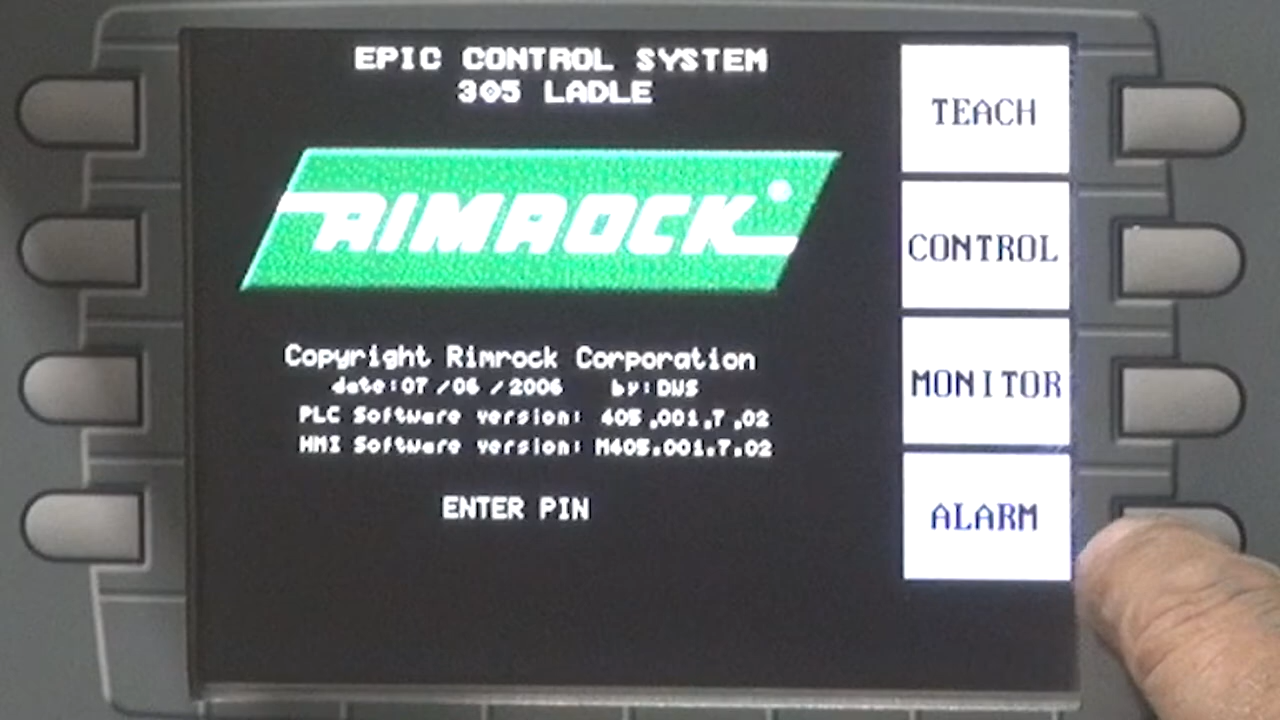 EPIC CONTROL SYSTEM
305 LADLE
RIMROCK
Copyright Rimrock Corporation
date:07/06/2006 by:DWS
PLC Software version: 405.001.7.02
HMI Software version: M405.001.7.02
ENTER PIN
TEACH
CONTROL
MONITOR
ALARM